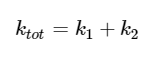 k_{tot} = k_1 + k_2